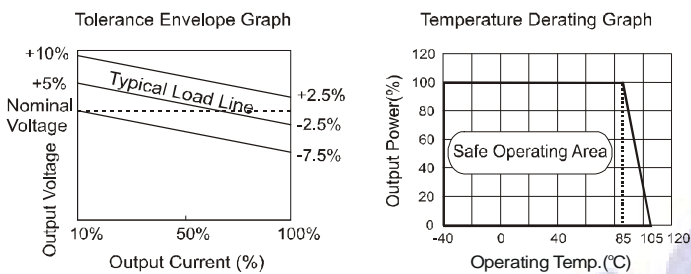 Tolerance Envelope Graph
+10%
+5%
Nominal
Voltage
Output Voltage
Typical Load Line
+2.5%
-2.5%
-7.5%
10% 50% 100%
Output Current (%)
Temperature Derating Graph
Output Power(%)
120
100
80
60
40
20
0
Safe Operating Area
-40 0 40 85 105 120
Operating Temp.(℃)